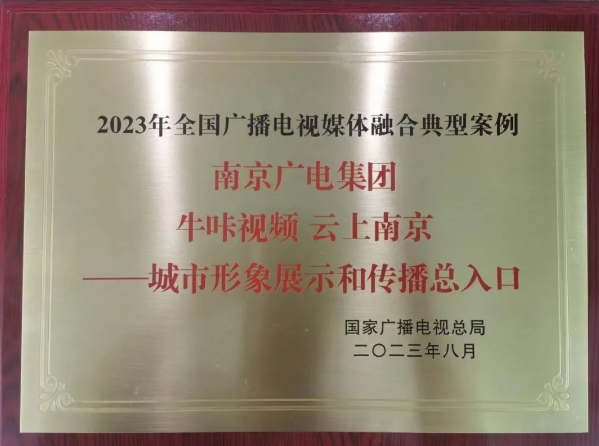 2023年全国广播电视媒体融合典型案例
南京广电集团
牛咔视频 云上南京
——城市形象展示和传播总入口
国家广播电视总局
二〇二三年八月